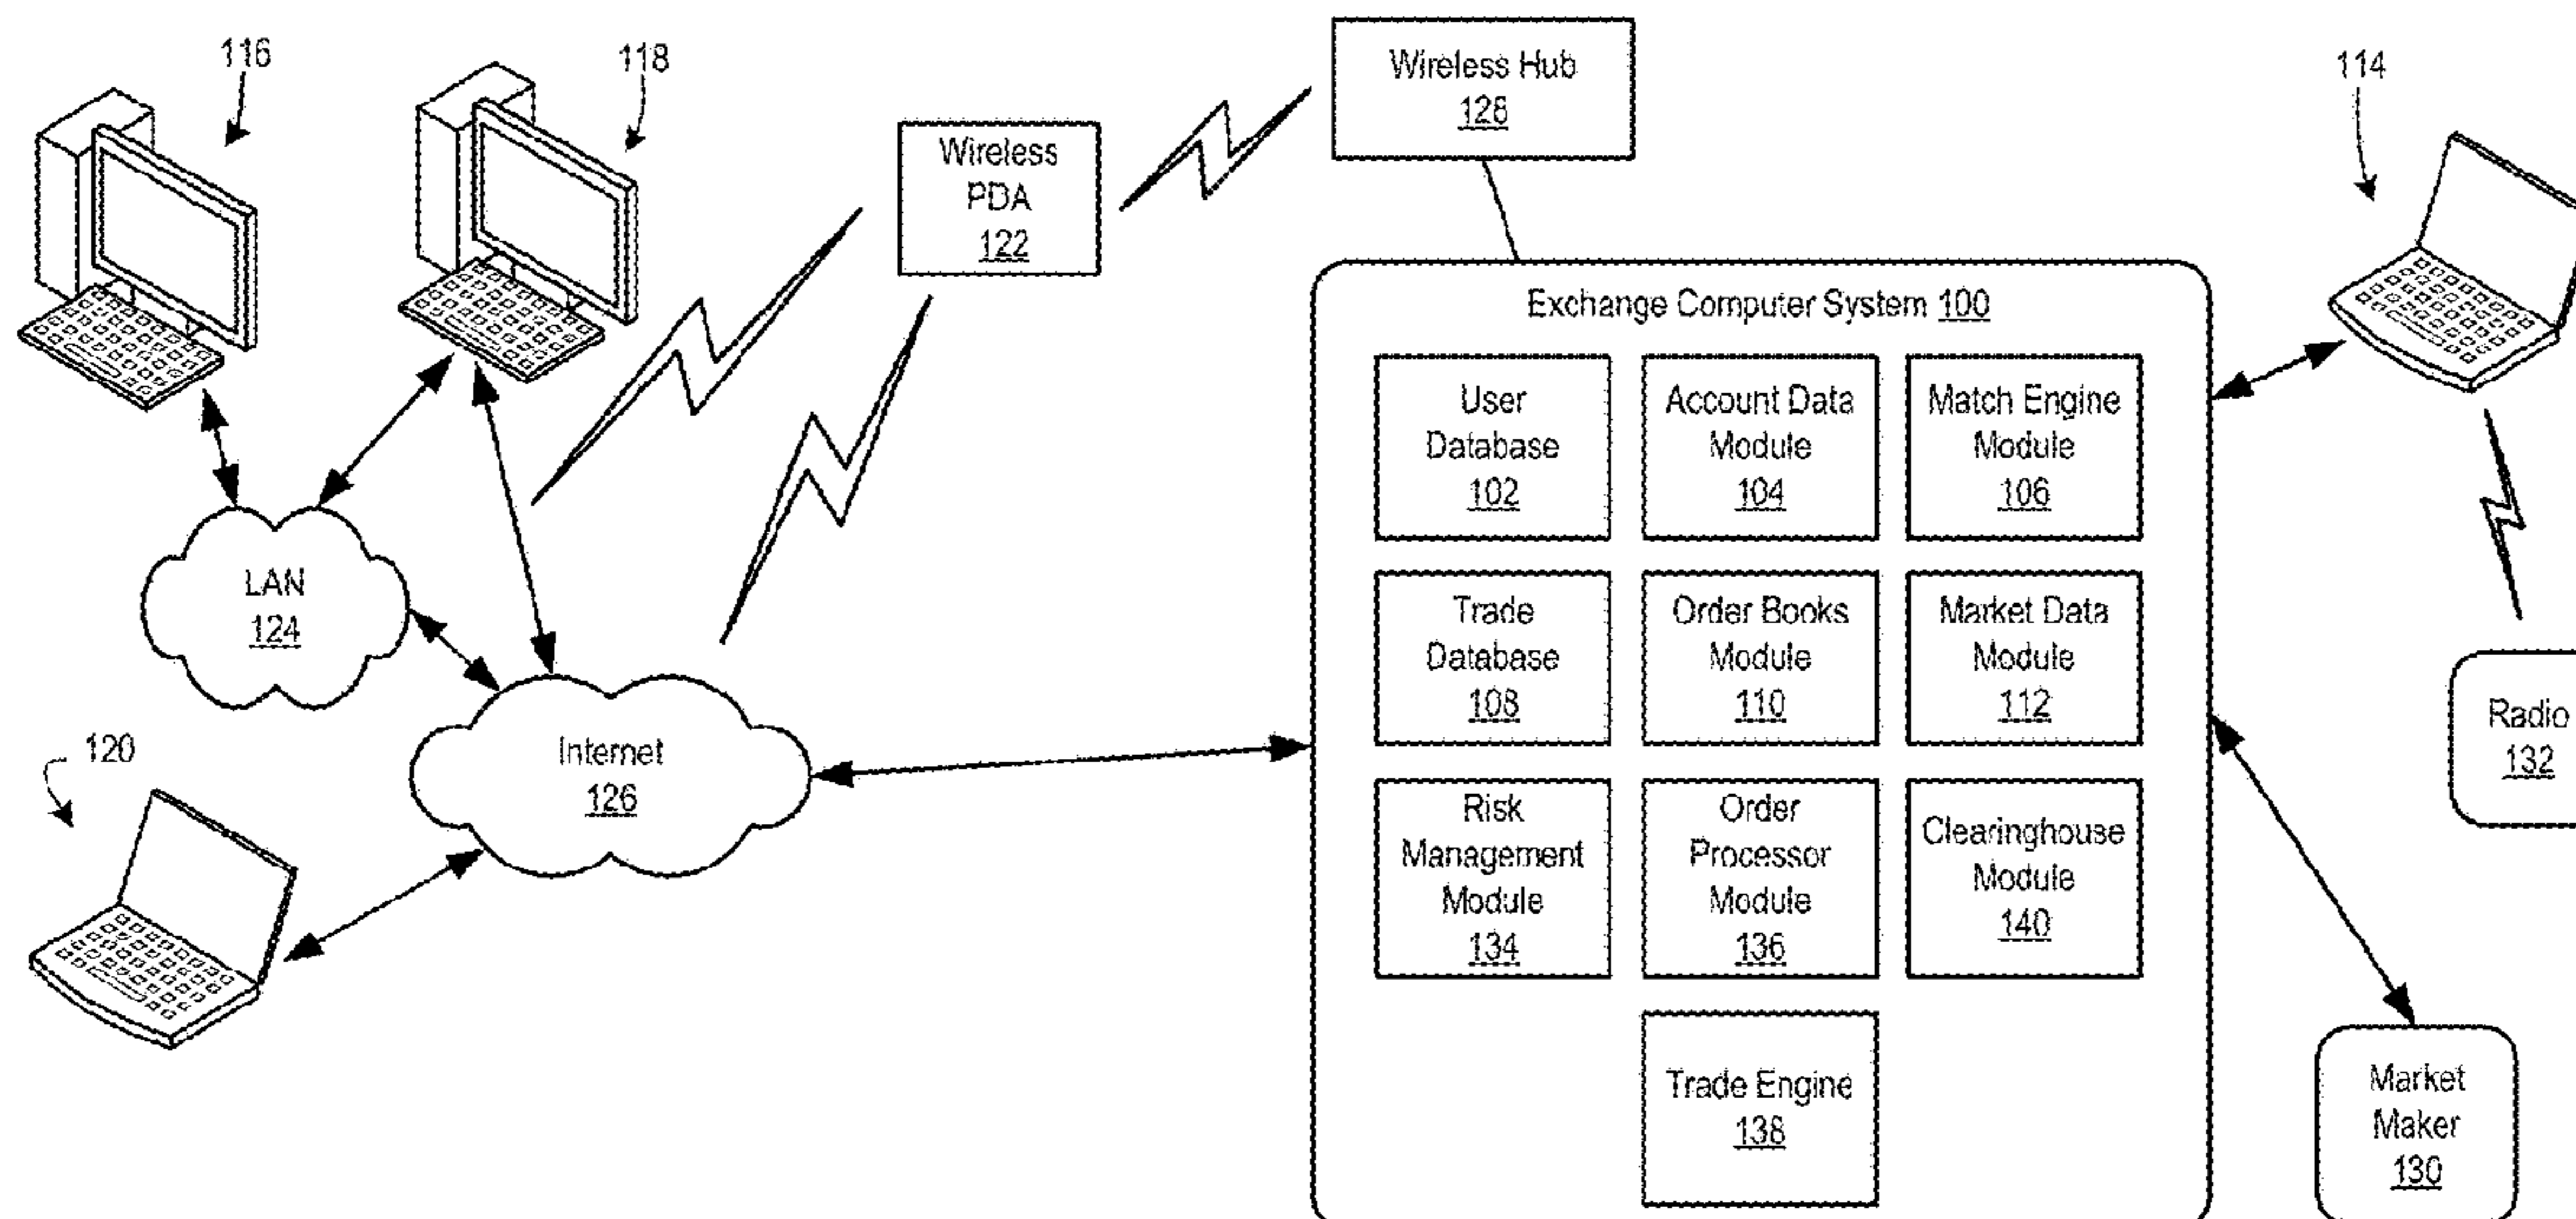 116
118
Wireless Hub
128
114
Wireless
PDA
122
Exchange Computer System 100
User
Database
102
Account Data
Module
104
Match Engine
Module
106
LAN
124
Trade
Database
108
Order Books
Module
110
Market Data
Module
112
Radio
132
120
Internet
126
Risk
Management
Module
134
Order
Processor
Module
136
Clearinghouse
Module
140
Trade Engine
138
Market
Maker
130